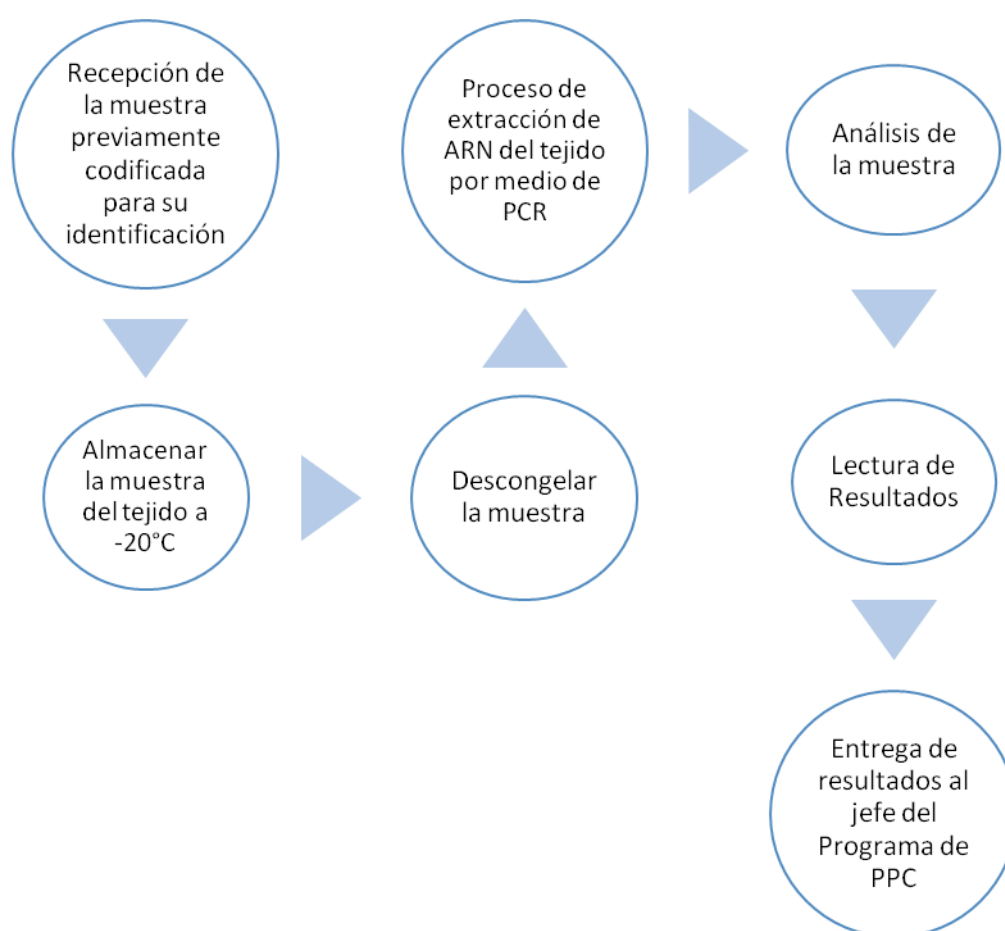 Recepción de
la muestra
previamente
codificada
para su
identificación
Almacenar
la muestra
del tejido a
-20°C
Descongelar
la muestra
Proceso de
extracción de
ARN del tejido
por medio de
PCR
Análisis de
la muestra
Lectura de
Resultados
Entrega de
resultados al
jefe del
Programa de
PPC